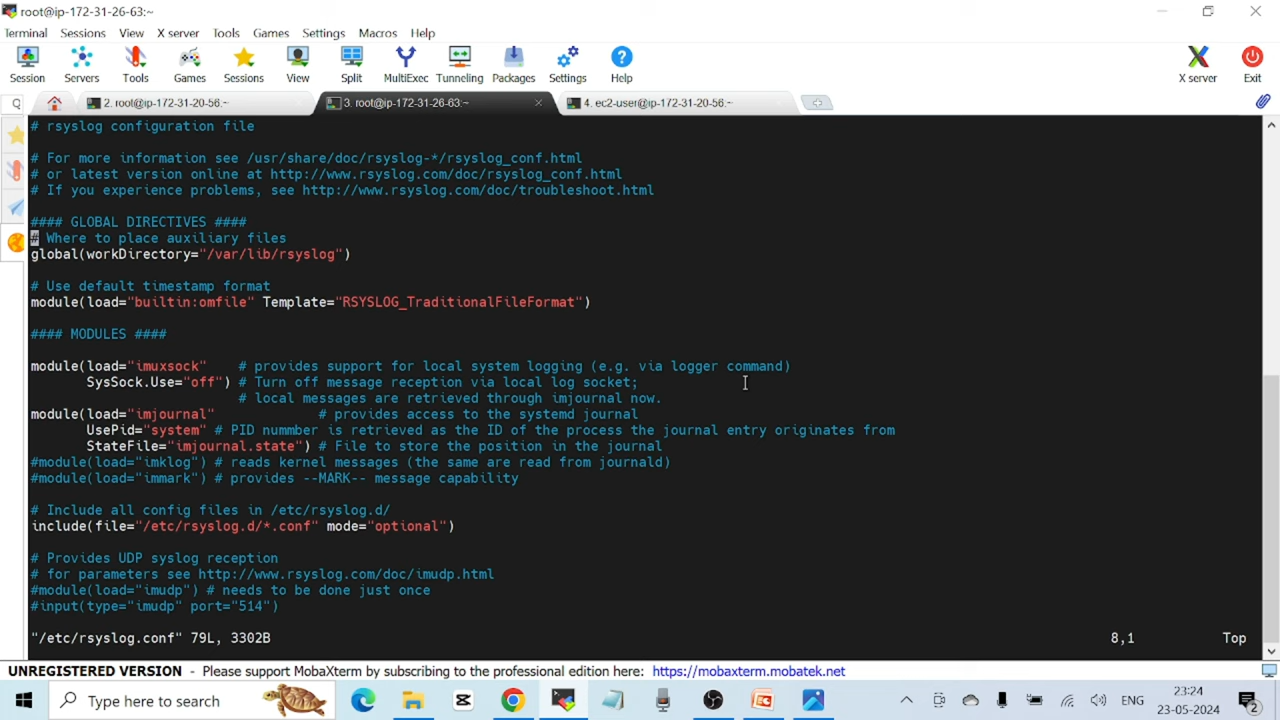 root@ip-172-31-26-63:~
Terminal Sessions View X server Tools Games Settings Macros Help
Session Servers Tools Games Sessions View Split MultiExec Tunneling Packages Settings Help X server Exit
2. root@ip-172-31-20-56:~ 3. root@ip-172-31-26-63:~ 4. ec2-user@ip-172-31-20-56:~
# rsyslog configuration file
# For more information see /usr/share/doc/rsyslog-*/rsyslog_conf.html
# or latest version online at http://www.rsyslog.com/doc/rsyslog_conf.html
# If you experience problems, see http://www.rsyslog.com/doc/troubleshoot.html
#### GLOBAL DIRECTIVES ####
# Where to place auxiliary files
global(workDirectory="/var/lib/rsyslog")
# Use default timestamp format
module(load="builtin:omfile" Template="RSYSLOG_TraditionalFileFormat")
#### MODULES ####
module(load="imuxsock" # provides support for local system logging (e.g. via logger command)
SysSock.Use="off") # Turn off message reception via local log socket;
# local messages are retrieved through imjournal now.
module(load="imjournal" # provides access to the systemd journal
UsePid="system" # PID nummber is retrieved as the ID of the process the journal entry originates from
StateFile="imjournal.state") # File to store the position in the journal
#module(load="imklog") # reads kernel messages (the same are read from journald)
#module(load="immark") # provides --MARK-- message capability
# Include all config files in /etc/rsyslog.d/
include(file="/etc/rsyslog.d/*.conf" mode="optional")
# Provides UDP syslog reception
# for parameters see http://www.rsyslog.com/doc/imudp.html
#module(load="imudp") # needs to be done just once
#input(type="imudp" port="514")
"/etc/rsyslog.conf" 79L, 3302B 8,1 Top
UNREGISTERED VERSION - Please support MobaXterm by subscribing to the professional edition here: https://mobaxterm.mobatek.net
Type here to search ENG 23:24
23-05-2024 2